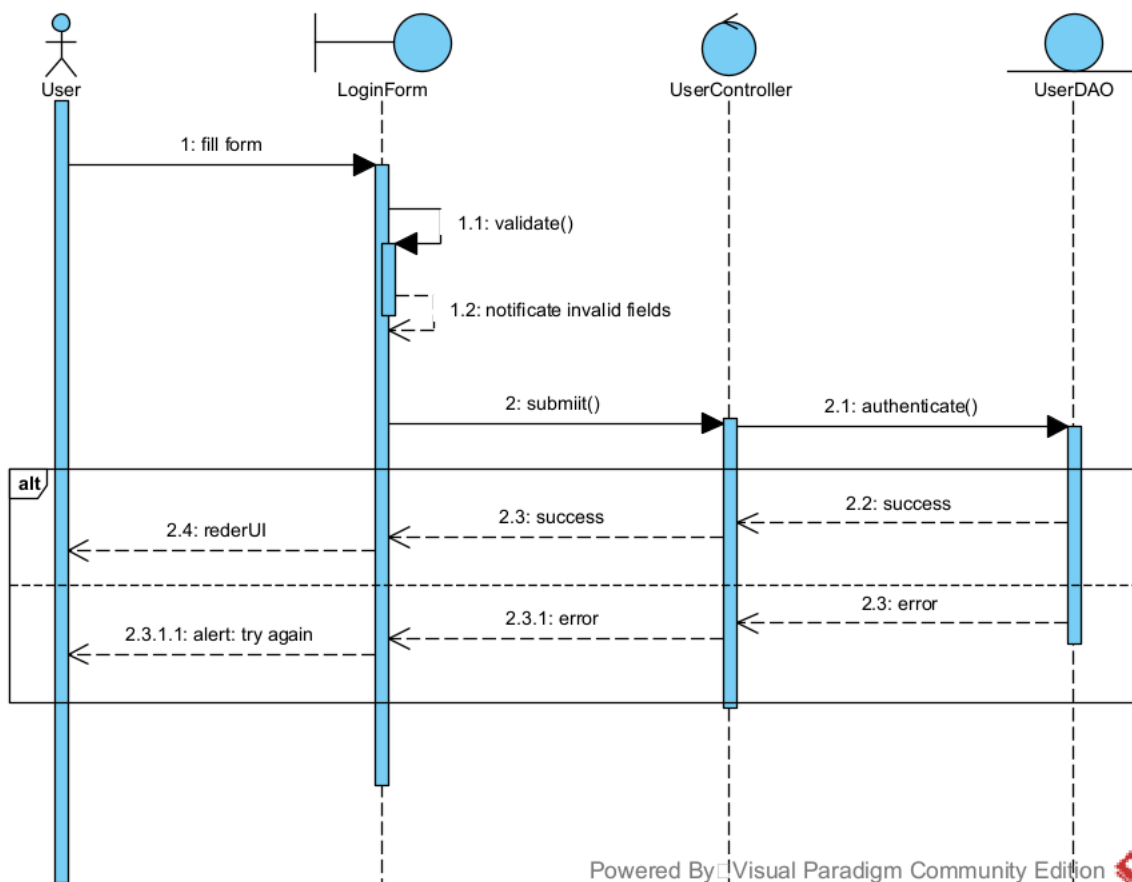 User
LoginForm
UserController
UserDAO
1: fill form
1.1: validate()
1.2: notificate invalid fields
2: submiit()
2.1: authenticate()
alt
2.2: success
2.3: success
2.4: rederUI
2.3: error
2.3.1: error
2.3.1.1: alert: try again
Powered By Visual Paradigm Community Edition